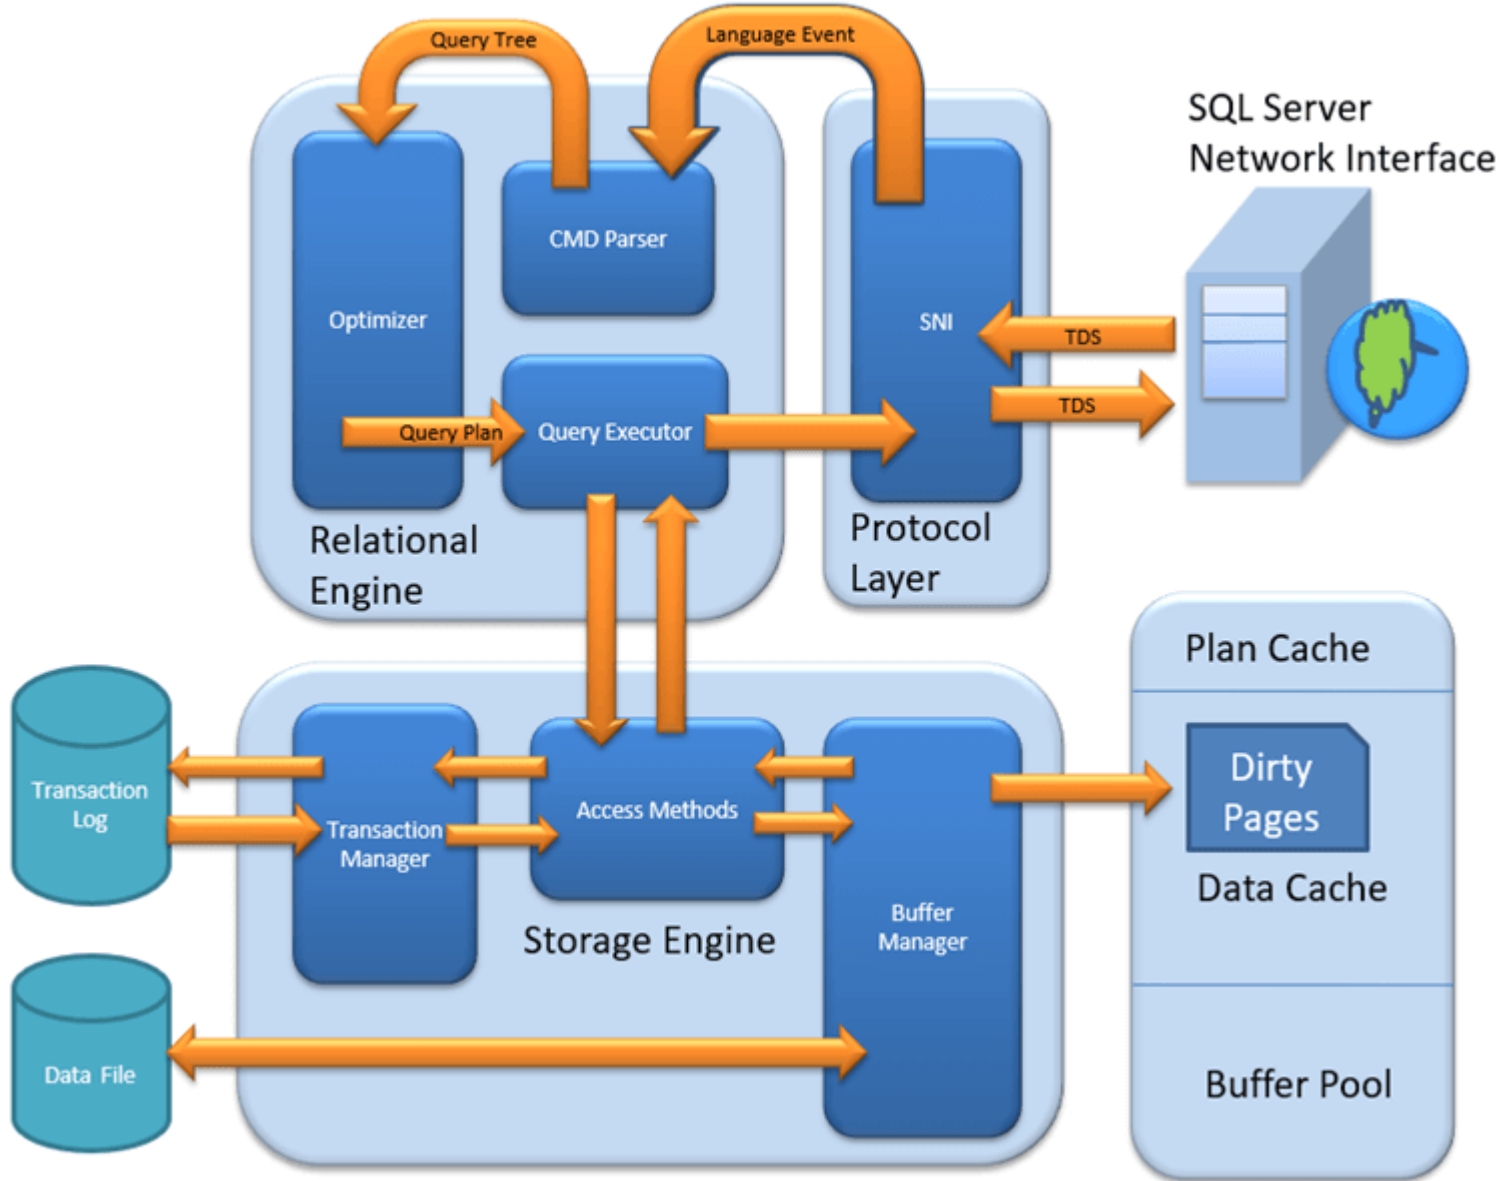 Query Tree
Language Event
SQL Server
Network Interface
CMD Parser
Optimizer
SNI
TDS
TDS
Query Plan
Query Executor
Relational
Engine
Protocol
Layer
Plan Cache
Dirty
Pages
Data Cache
Buffer Pool
Transaction
Log
Transaction
Manager
Access Methods
Buffer
Manager
Storage Engine
Data File